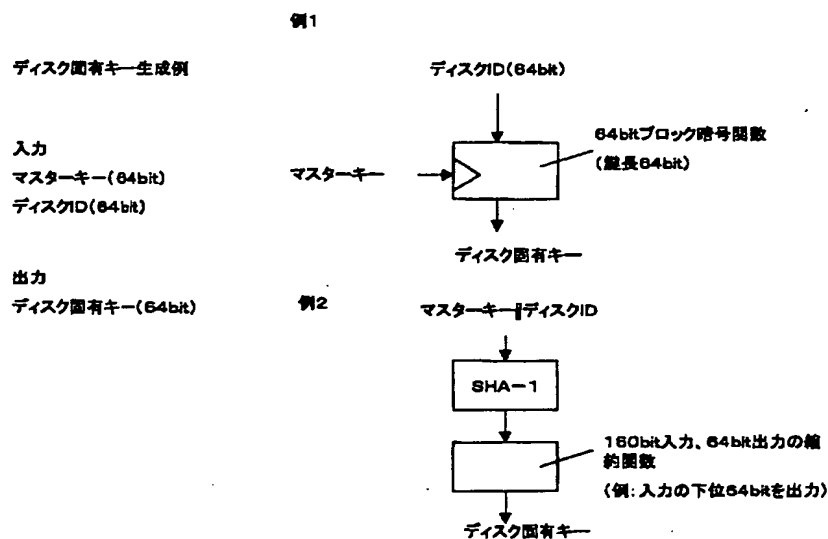 例1
ディスク固有キー生成例
ディスクID(64bit)
64bitブロック暗号関数
(鍵長64bit)
入力
マスターキー(64bit)
ディスクID(64bit)
マスターキー
ディスク固有キー
出力
ディスク固有キー(64bit)
例2
マスターキー||ディスクID
SHA-1
160bit入力、64bit出力の縮
約関数
(例:入力の下位64bitを出力)
ディスク固有キー